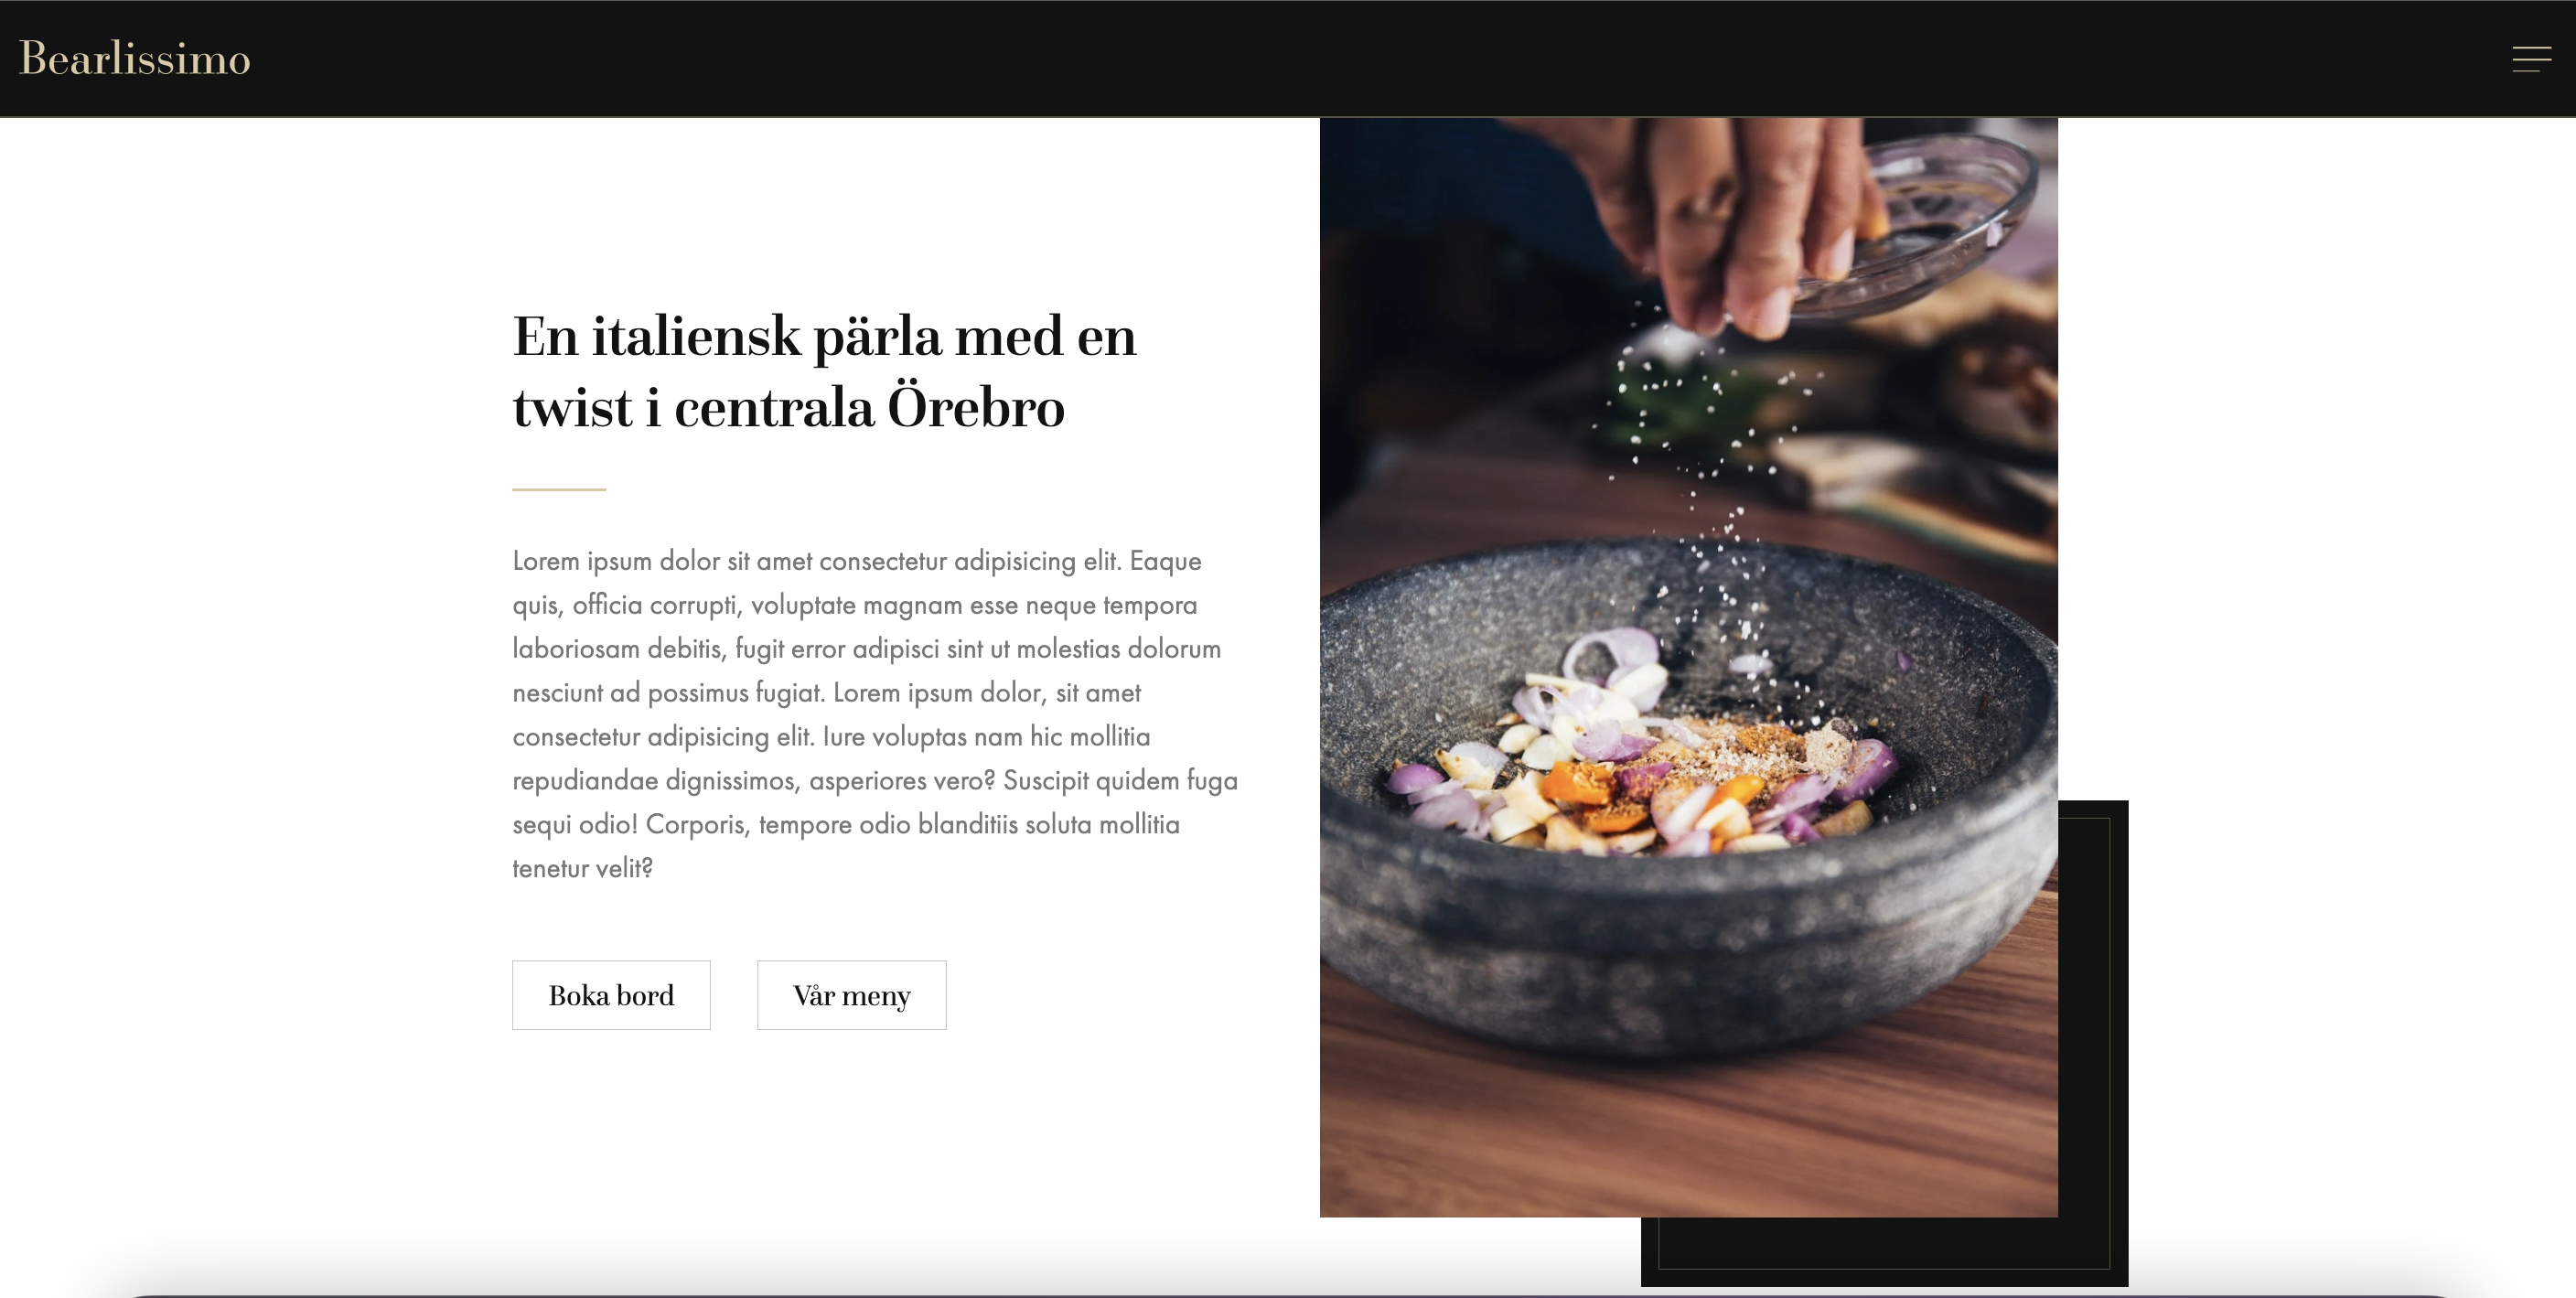 Bearlissimo
En italiensk pärla med en
twist i centrala Örebro
Lorem ipsum dolor sit amet consectetur adipisicing elit. Eaque
quis, officia corrupti, voluptate magnam esse neque tempora
laboriosam debitis, fugit error adipisci sint ut molestias dolorum
nesciunt ad possimus fugiat. Lorem ipsum dolor, sit amet
consectetur adipisicing elit. Iure voluptas nam hic mollitia
repudiandae dignissimos, asperiores vero? Suscipit quidem fuga
sequi odio! Corporis, tempore odio blanditiis soluta mollitia
tenetur velit?
Boka bord
Vår meny